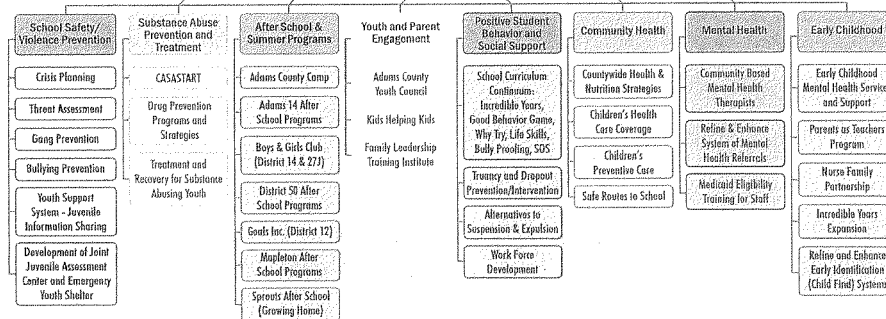 School Safety/
Violence Prevention
Crisis Planning
Threat Assessment
Gang Prevention
Bullying Prevention
Youth Support
System - Juvenile
Information Sharing
Development of Joint
Juvenile Assessment
Center and Emergency
Youth Shelter
Substance Abuse
Prevention and
Treatment
CASASTART
Drug Prevention
Programs and
Strategies
Treatment and
Recovery for Substance
Abusing Youth
After School &
Summer Programs
Adams County Camp
Adams 14 After
School Programs
Boys & Girls Club
(District 14 & 27J)
District 50 After
School Programs
Goals Inc. (District 12)
Mapleton After
School Programs
Sprouts After School
(Growing Home)
Youth and Parent
Engagement
Adams County
Youth Council
Kids Helping Kids
Family Leadership
Training Institute
Positive Student
Behavior and
Social Support
School Curriculum
Continuum:
Incredible Years,
Good Behavior Game,
Why Try, Life Skills,
Bully Proofing, SOS
Truancy and Dropout
Prevention/Intervention
Alternatives to
Suspension & Expulsion
Work Force
Development
Community Health
Countywide Health &
Nutrition Strategies
Children's Health
Care Coverage
Children's
Preventive Care
Safe Routes to School
Mental Health
Community Based
Mental Health
Therapists
Refine & Enhance
System of Mental
Health Referrals
Medicaid Eligibility
Training for Staff
Early Childhood
Early Childhood
Mental Health Service
and Support
Parents as Teachers
Program
Nurse Family
Partnership
Incredible Years
Expansion
Refine and Enhance
Early Identification
(Child Find) Systems